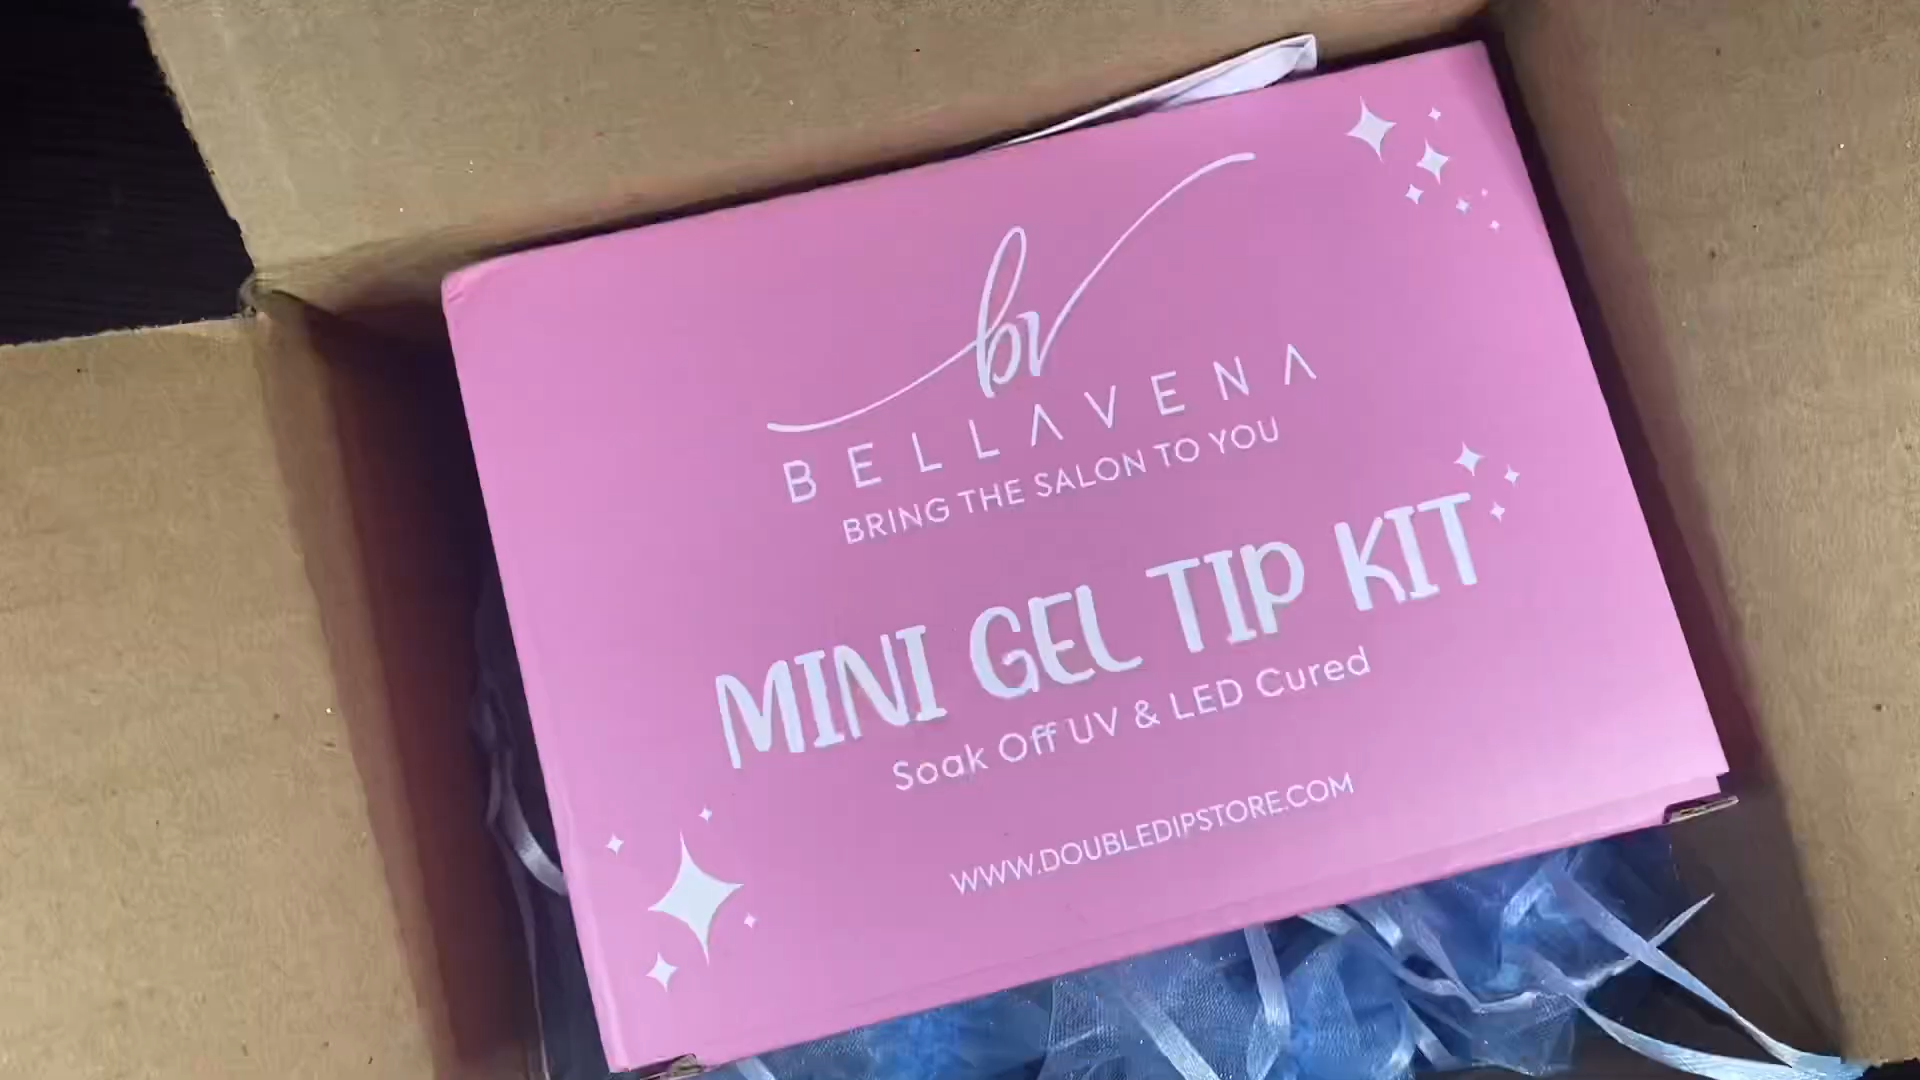 bv
BELLAVENA
BRING THE SALON TO YOU
MINI GEL TIP KIT
Soak Off UV & LED Cured
WWW.DOUBLEDIPSTORE.COM